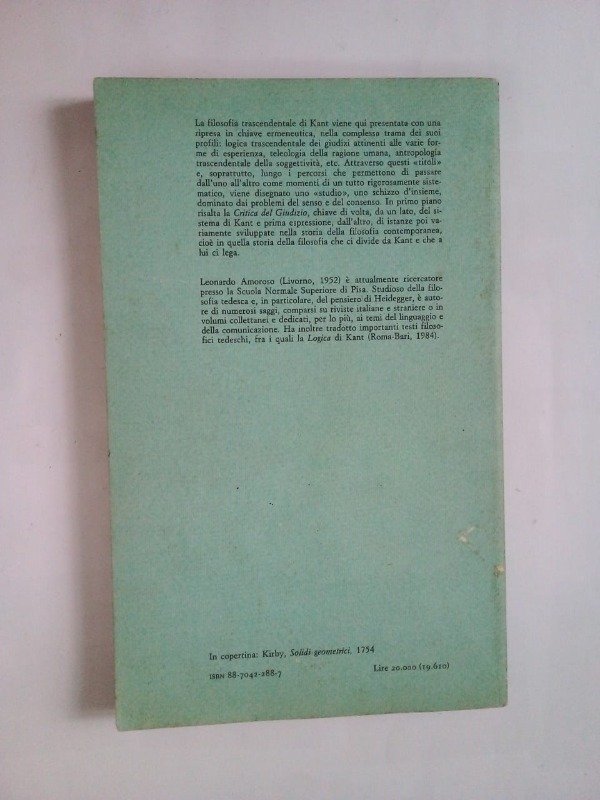 La filosofia trascendentale di Kant viene qui presentata con una
ripresa in chiave ermeneutica, nella complessa trama dei suoi
profili: logica trascendentale dei giudizi attinenti alle varie for-
me di esperienza, teleologia della ragione umana, antropologia
trascendentale della soggettività, etc. Attraverso questi «titoli»
e, soprattutto, lungo i percorsi che permettono di passare
dall'uno all'altro come momenti di un tutto rigorosamente siste-
matico, viene disegnato uno «studio», uno schizzo d'insieme,
dominato dai problemi del senso e del consenso. In primo piano
risalta la Critica del Giudizio, chiave di volta, da un lato, del si-
stema di Kant e prima espressione, dall'altro, di istanze poi va-
riamente sviluppate nella storia della filosofia contemporanea,
cioè in quella storia della filosofia che ci divide da Kant e che a
lui ci lega.
Leonardo Amoroso (Livorno, 1952) è attualmente ricercatore
presso la Scuola Normale Superiore di Pisa. Studioso della filo-
sofia tedesca e, in particolare, del pensiero di Heidegger, è auto-
re di numerosi saggi, comparsi su riviste italiane e straniere o in
volumi collettanei e dedicati, per lo più, ai temi del linguaggio e
della comunicazione. Ha inoltre tradotto importanti testi filoso-
fici tedeschi, fra i quali la Logica di Kant (Roma-Bari, 1984).
In copertina: Kirby, Solidi geometrici, 1754
ISBN 88-7042-288-7
Lire 20.000 (19.610)